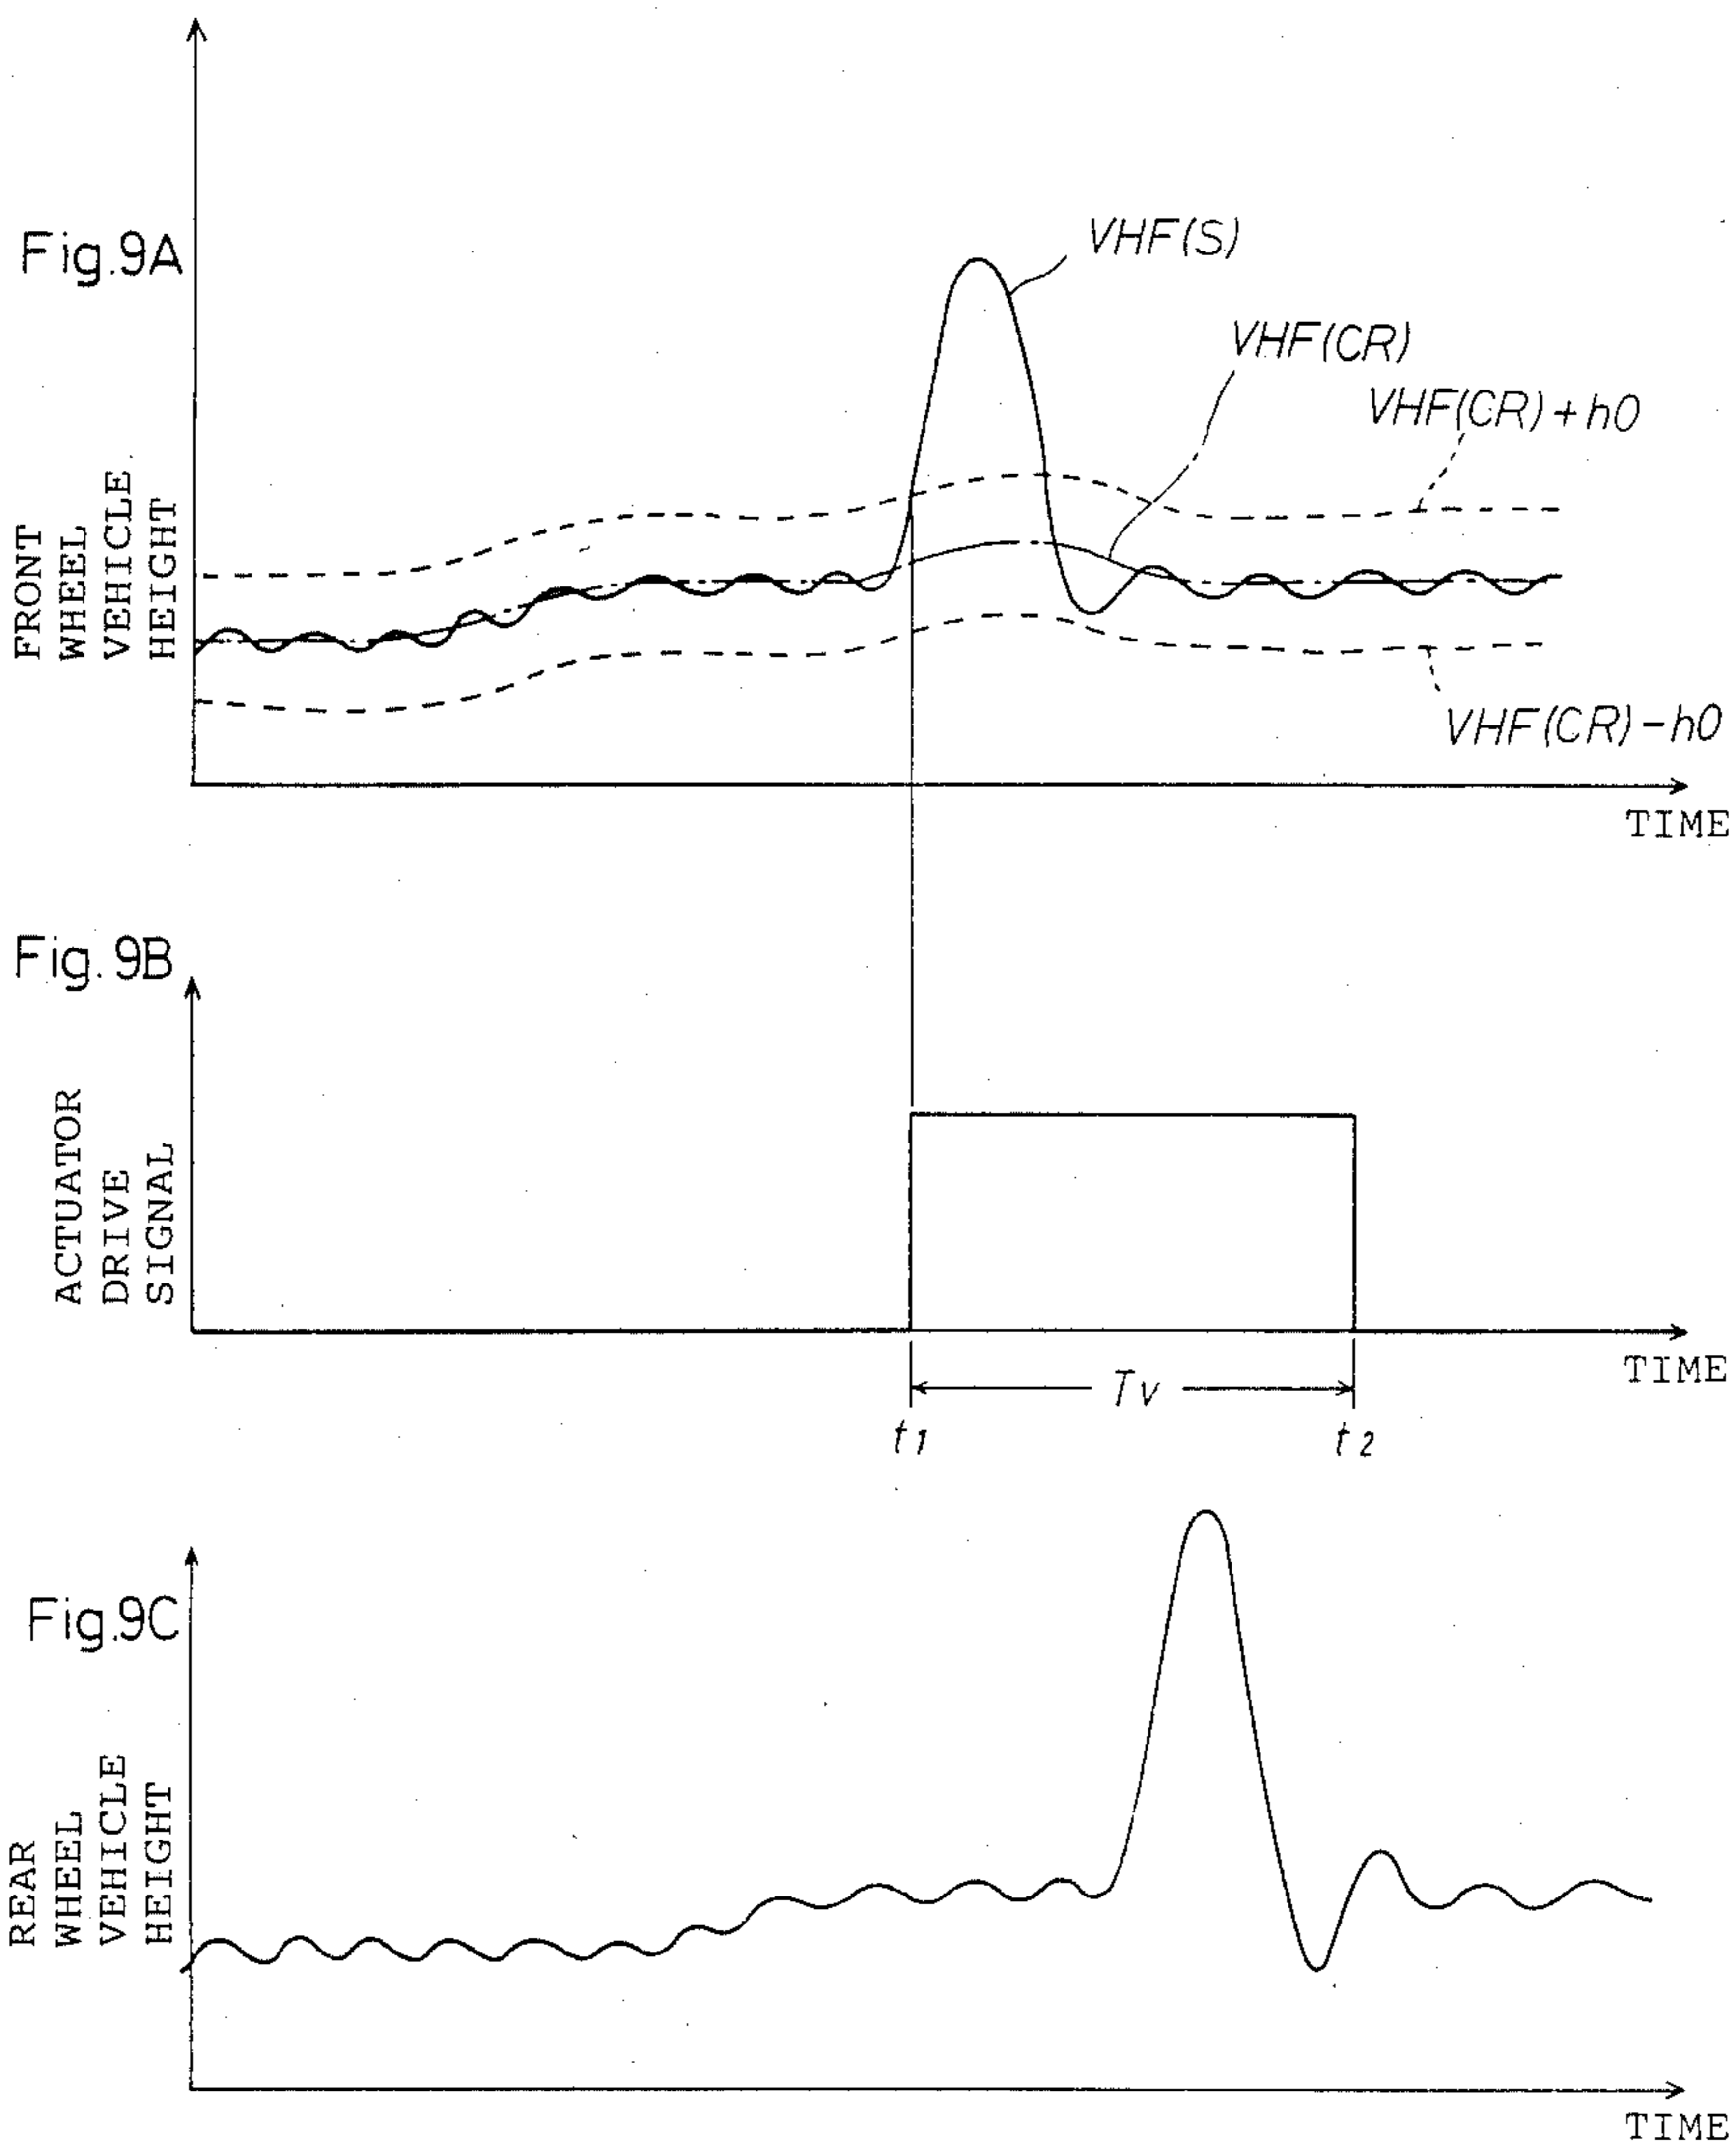 Fig.9A
FRONT
WHEEL
VEHICLE
HEIGHT
VHF(S)
VHF(CR)
VHF(CR)+h0
VHF(CR)-h0
TIME
Fig.9B
ACTUATOR
DRIVE
SIGNAL
TIME
Tv
t1
t2
Fig.9C
REAR
WHEEL
VEHICLE
HEIGHT
TIME